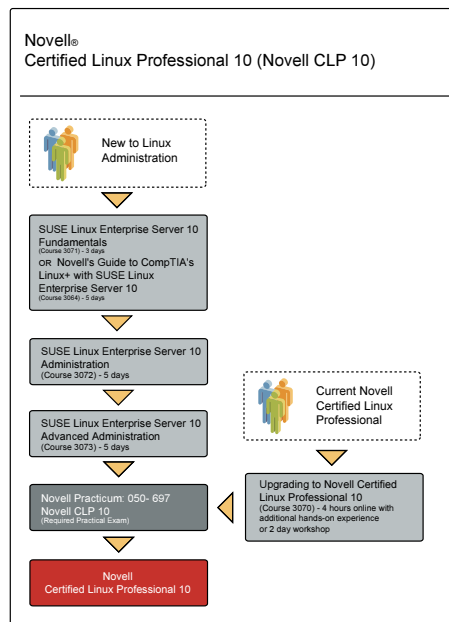 Novell®
Certified Linux Professional 10 (Novell CLP 10)
New to Linux
Administration
SUSE Linux Enterprise Server 10
Fundamentals
(Course 3071) - 3 days
OR Novell's Guide to CompTIA's
Linux+ with SUSE Linux
Enterprise Server 10
(Course 3064) - 5 days
SUSE Linux Enterprise Server 10
Administration
(Course 3072) - 5 days
SUSE Linux Enterprise Server 10
Advanced Administration
(Course 3073) - 5 days
Current Novell
Certified Linux
Professional
Upgrading to Novell Certified
Linux Professional 10
(Course 3070) - 4 hours online with
additional hands-on experience
or 2 day workshop
Novell Practicum: 050- 697
Novell CLP 10
(Required Practical Exam)
Novell
Certified Linux Professional 10